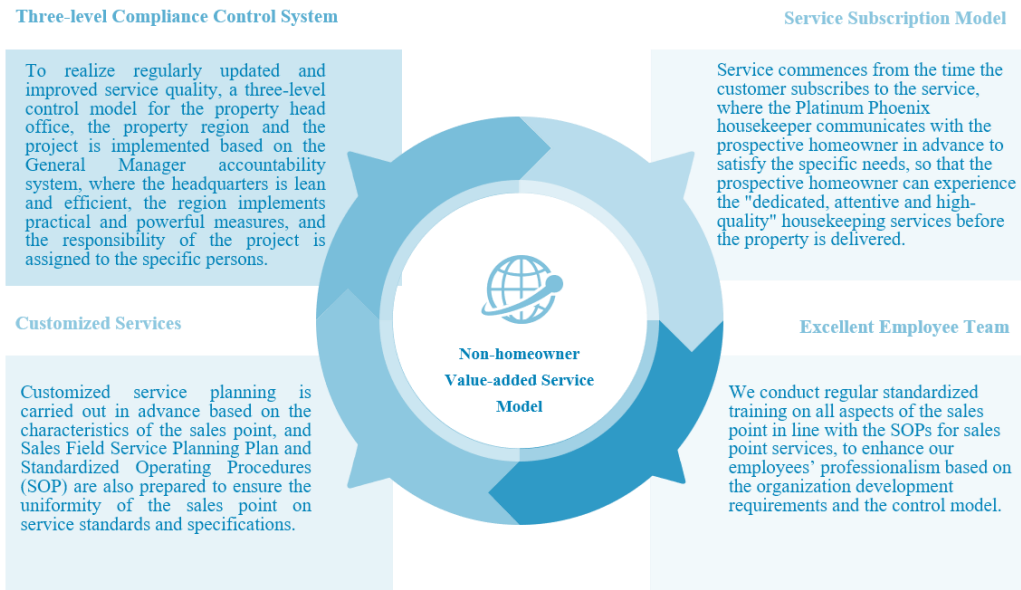 Three-level Compliance Control System
To realize regularly updated and
improved service quality, a three-level
control model for the property head
office, the property region and the
project is implemented based on the
General Manager accountability
system, where the headquarters is lean
and efficient, the region implements
practical and powerful measures, and
the responsibility of the project is
assigned to the specific persons.
Service Subscription Model
Service commences from the time the
customer subscribes to the service,
where the Platinum Phoenix
housekeeper communicates with the
prospective homeowner in advance to
satisfy the specific needs, so that the
prospective homeowner can experience
the "dedicated, attentive and high-
quality" housekeeping services before
the property is delivered.
Non-homeowner
Value-added Service
Model
Customized Services
Customized service planning is
carried out in advance based on the
characteristics of the sales point, and
Sales Field Service Planning Plan and
Standardized Operating Procedures
(SOP) are also prepared to ensure the
uniformity of the sales point on
service standards and specifications.
Excellent Employee Team
We conduct regular standardized
training on all aspects of the sales
point in line with the SOPs for sales
point services, to enhance our
employees’ professionalism based on
the organization development
requirements and the control model.